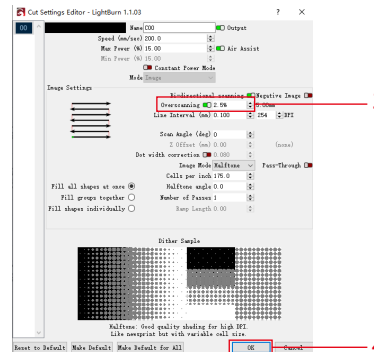 Cut Settings Editor - LightBurn 1.1.03 ? ×
00
Name C00 Output
Speed (mm/sec) 200.0
Max Power (%) 15.00 Air Assist
Min Power (%) 15.00
Constant Power Mode
Mode Image
Image Settings
Bi-directional scanning Negative Image
Overscanning 2.5% 5.00mm
Line Interval (mm) 0.100 254 DPI
Scan Angle (deg) 0
Z Offset (mm) 0.00 (none)
Dot width correction 0.080
Image Mode Halftone Pass-Through
Cells per inch 175.0
Fill all shapes at once Halftone angle 0.0
Fill groups together Number of Passes 1
Fill shapes individually Ramp Length 0.00
Dither Sample
Halftone: Good quality shading for high DPI.
Like newsprint but with variable cell size.
Reset to Default Make Default Make Default for All OK Cancel